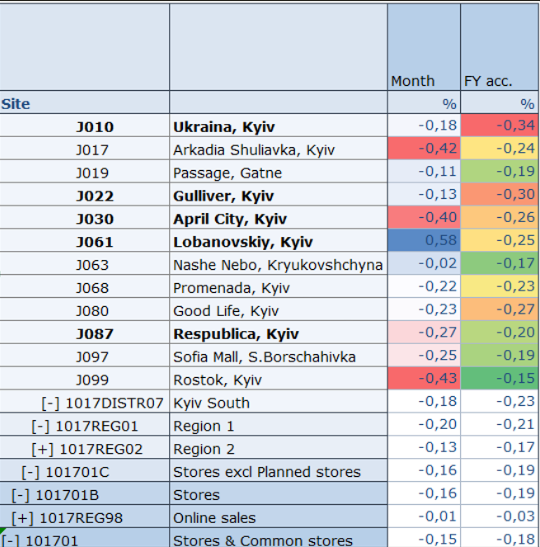 Month FY acc.
Site % %
J010 Ukraina, Kyiv -0,18 -0,34
J017 Arkadia Shuliavka, Kyiv -0,42 -0,24
J019 Passage, Gatne -0,11 -0,19
J022 Gulliver, Kyiv -0,13 -0,30
J030 April City, Kyiv -0,40 -0,26
J061 Lobanovskiy, Kyiv 0,58 -0,25
J063 Nashe Nebo, Kryukovshchyna -0,02 -0,17
J068 Promenada, Kyiv -0,22 -0,23
J080 Good Life, Kyiv -0,23 -0,27
J087 Respublica, Kyiv -0,27 -0,20
J097 Sofia Mall, S.Borschahivka -0,25 -0,19
J099 Rostok, Kyiv -0,43 -0,15
[-] 1017DISTR07 Kyiv South -0,18 -0,23
[-] 1017REG01 Region 1 -0,20 -0,21
[+] 1017REG02 Region 2 -0,13 -0,17
[-] 101701C Stores excl Planned stores -0,16 -0,19
[-] 101701B Stores -0,16 -0,19
[+] 1017REG98 Online sales -0,01 -0,03
[-] 101701 Stores & Common stores -0,15 -0,18